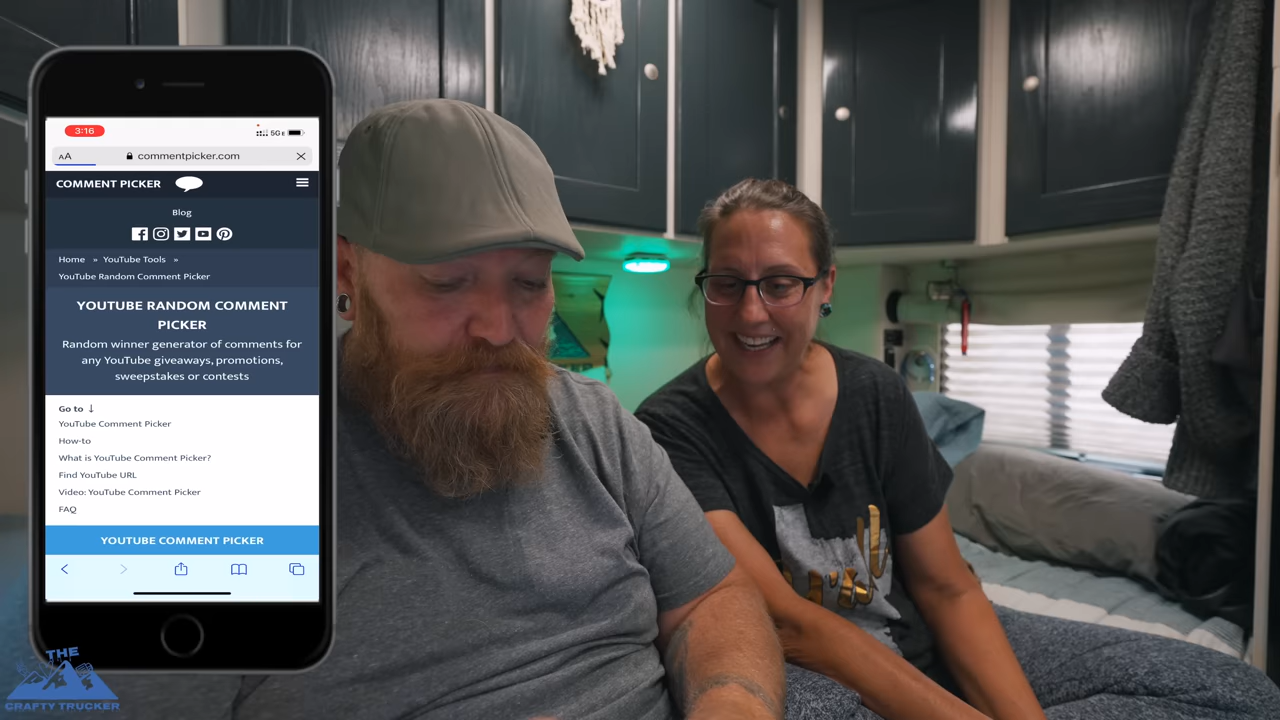 3:16
5GE
AA
commentpicker.com
COMMENT PICKER
Blog
Home » YouTube Tools »
YouTube Random Comment Picker
YOUTUBE RANDOM COMMENT
PICKER
Random winner generator of comments for
any YouTube giveaways, promotions,
sweepstakes or contests
Go to ↓
YouTube Comment Picker
How-to
What is YouTube Comment Picker?
Find YouTube URL
Video: YouTube Comment Picker
FAQ
YOUTUBE COMMENT PICKER
THE
CRAFTY TRUCKER